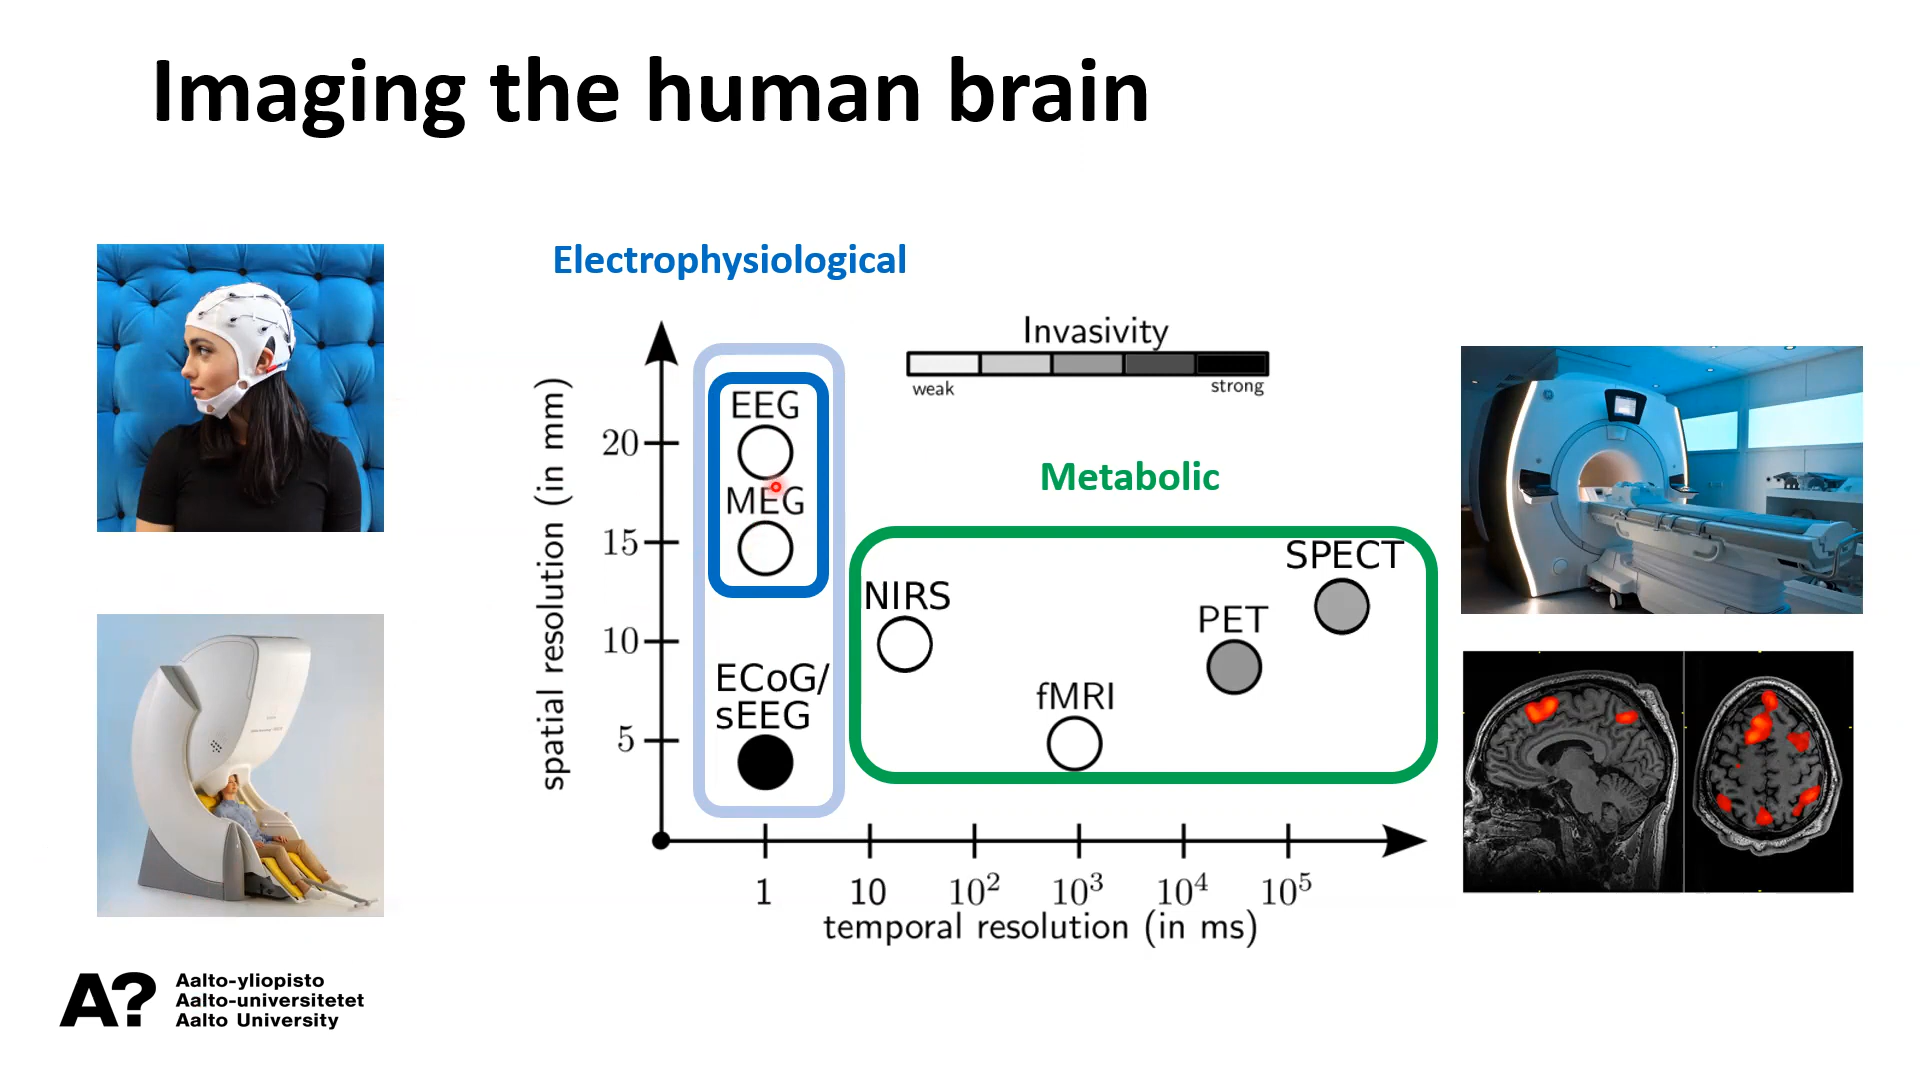 Imaging the human brain
Electrophysiological
Invasivity
weak
strong
EEG
MEG
Metabolic
SPECT
NIRS
PET
ECoG/
sEEG
fMRI
spatial resolution (in mm)
20
15
10
5
1
10
10²
10³
10⁴
10⁵
temporal resolution (in ms)
A?
Aalto-yliopisto
Aalto-universitetet
Aalto University